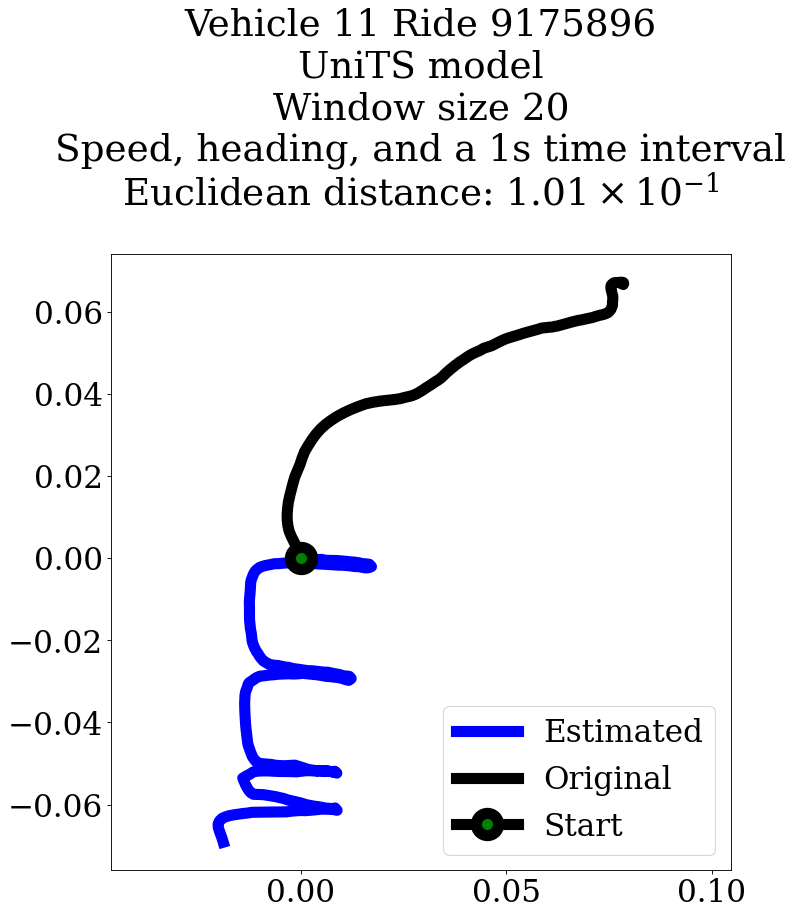 Vehicle 11 Ride 9175896
UniTS model
Window size 20
Speed, heading, and a 1s time interval
Euclidean distance: 1.01 × 10⁻¹
0.06
0.04
0.02
0.00
−0.02
−0.04
−0.06
Estimated
Original
Start
0.00 0.05 0.10